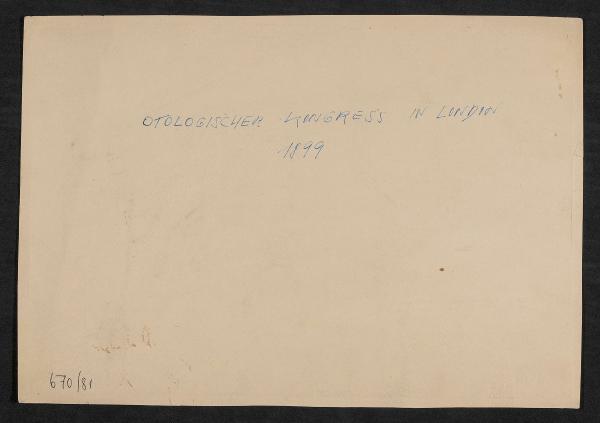 OTOLOGISCHER KONGRESS IN LONDON
1899
670/81